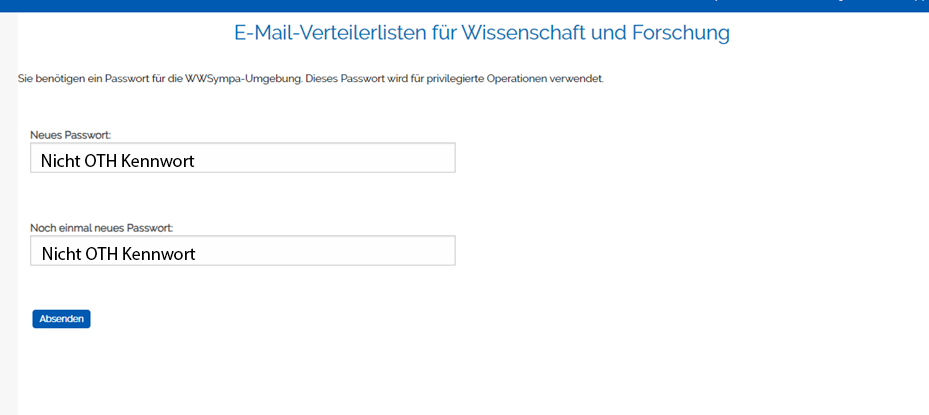 E-Mail-Verteilerlisten für Wissenschaft und Forschung
Sie benötigen ein Passwort für die WWSympa-Umgebung. Dieses Passwort wird für privilegierte Operationen verwendet.
Neues Passwort:
Nicht OTH Kennwort
Noch einmal neues Passwort:
Nicht OTH Kennwort
Absenden